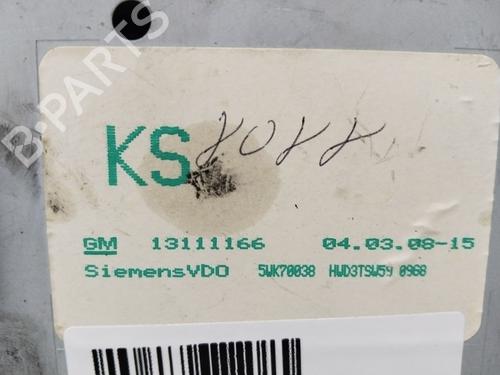 B-PARTS
KS
GM 13111166 04.03.08-15
SiemensVDO 5WK70038 HWD3TSW59 0968